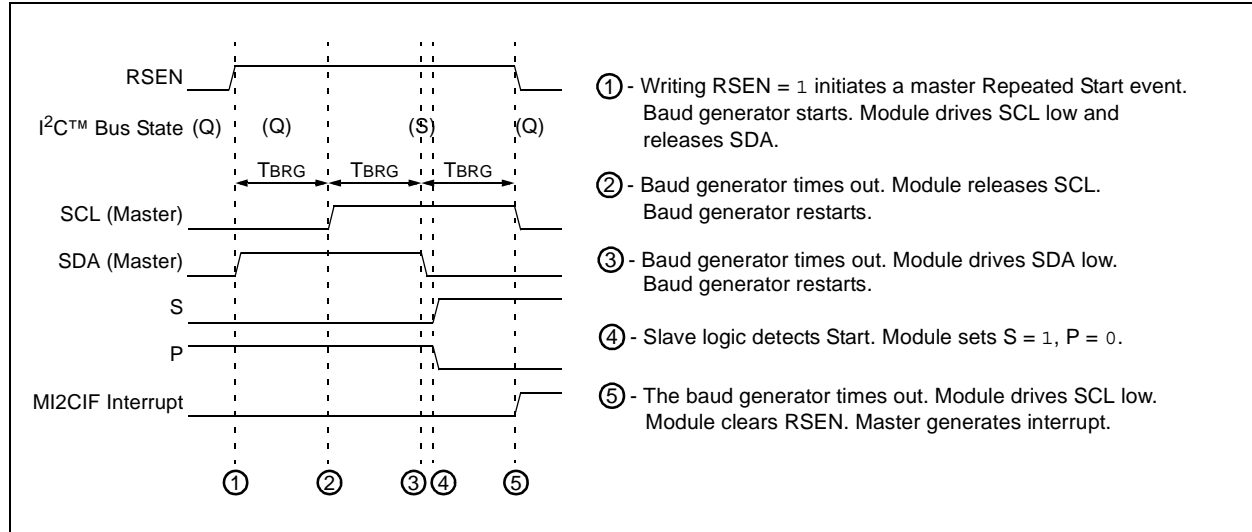 RSEN
I²C™ Bus State (Q) (Q) (S) (Q)
TBRG TBRG TBRG
SCL (Master)
SDA (Master)
S
P
MI2CIF Interrupt
1 2 3 4 5
1 - Writing RSEN = 1 initiates a master Repeated Start event.
Baud generator starts. Module drives SCL low and
releases SDA.
2 - Baud generator times out. Module releases SCL.
Baud generator restarts.
3 - Baud generator times out. Module drives SDA low.
Baud generator restarts.
4 - Slave logic detects Start. Module sets S = 1, P = 0.
5 - The baud generator times out. Module drives SCL low.
Module clears RSEN. Master generates interrupt.